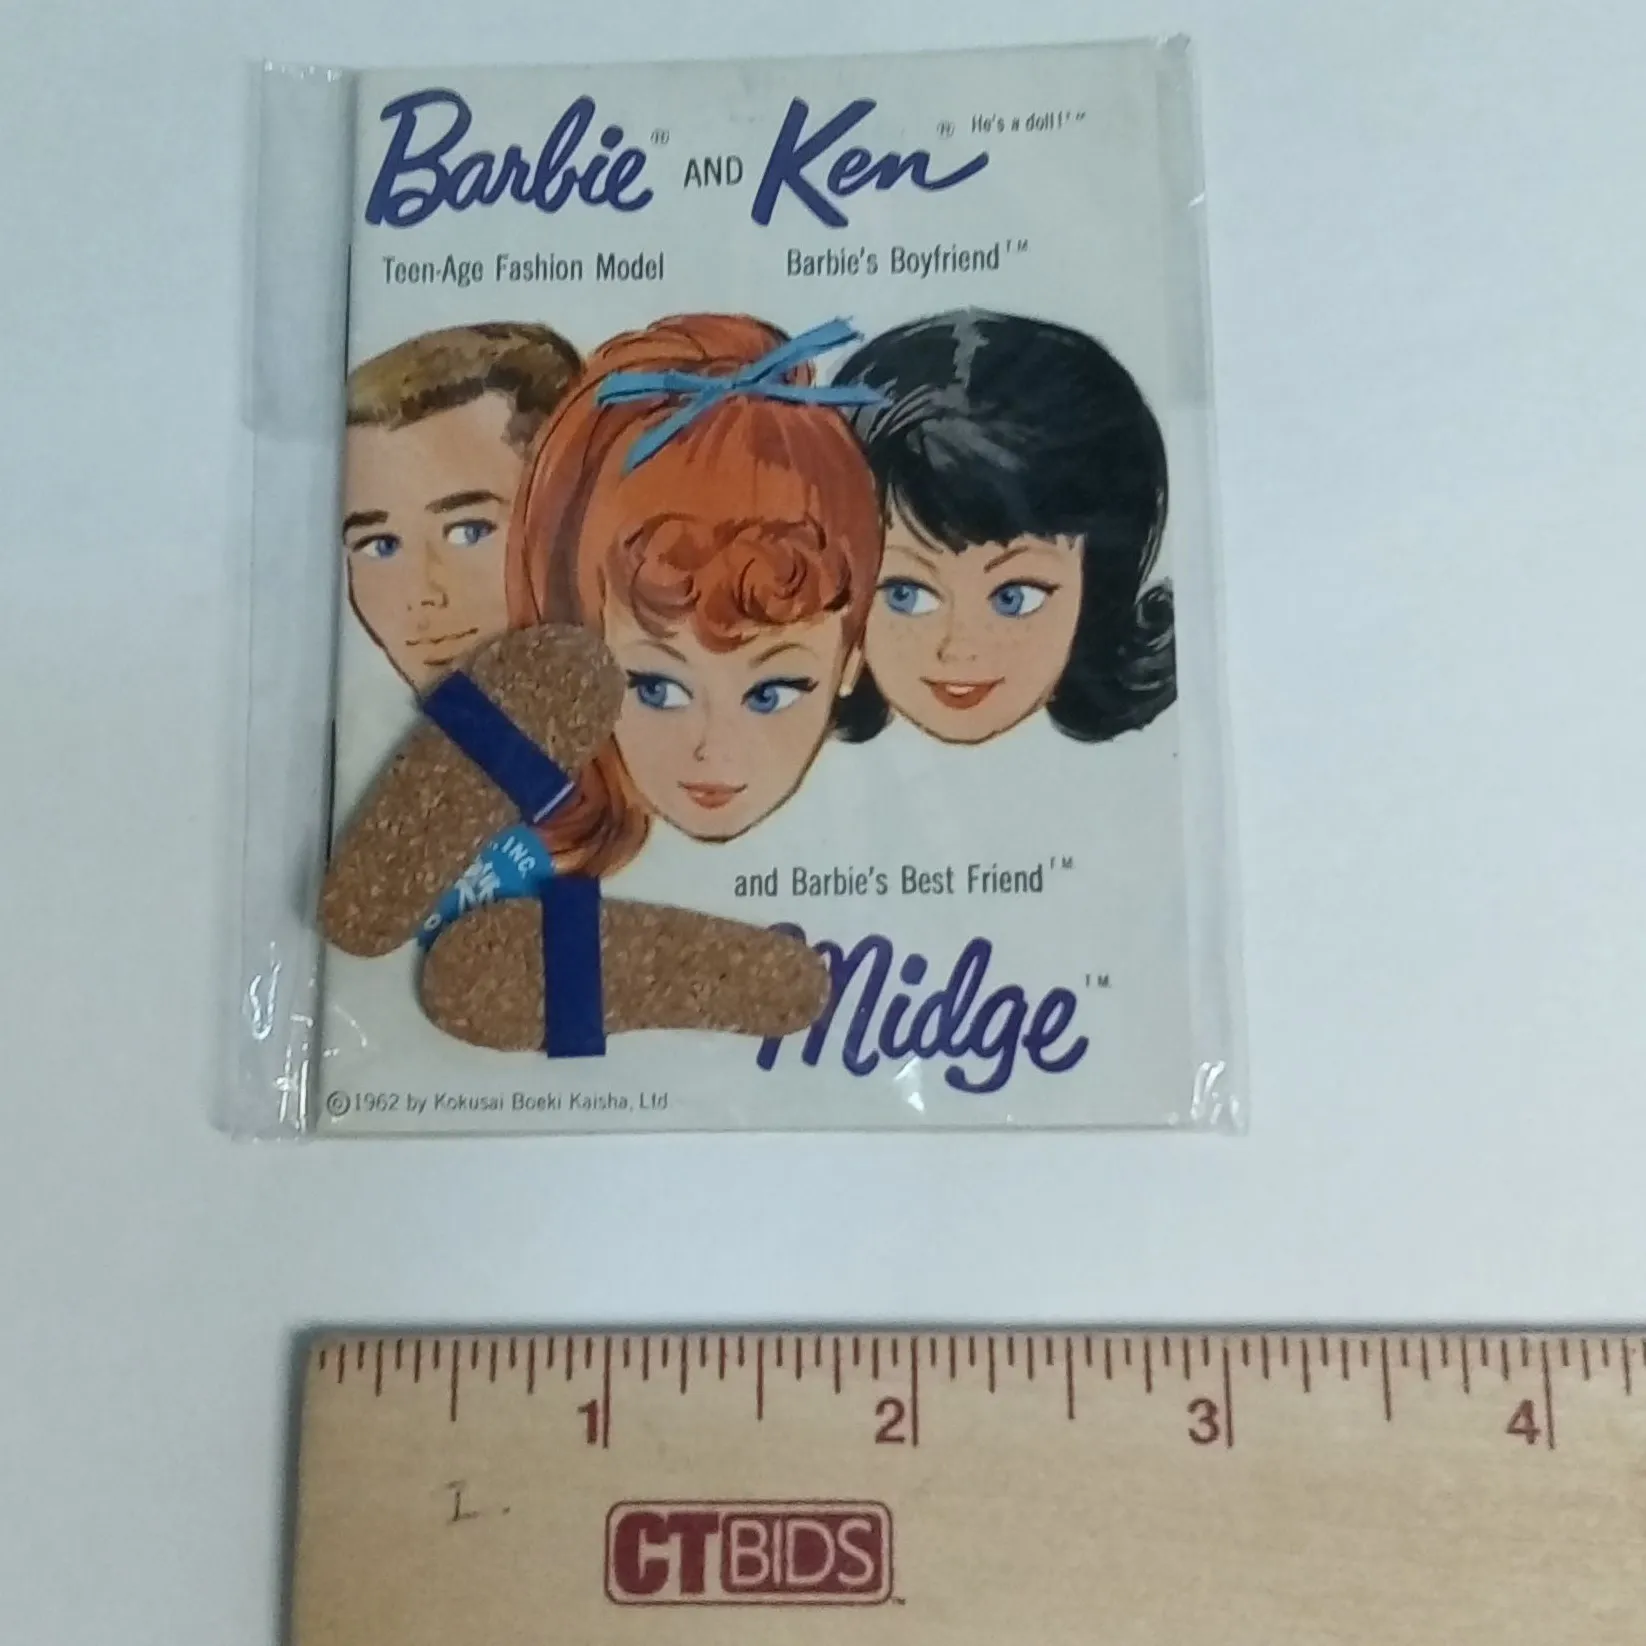 Barbie® AND Ken® He's a doll!™
Teen-Age Fashion Model Barbie's Boyfriend™
, INC.
and Barbie's Best Friend™
Midge™
©1962 by Kokusai Boeki Kaisha, Ltd
1 2 3 4
CTBIDS™